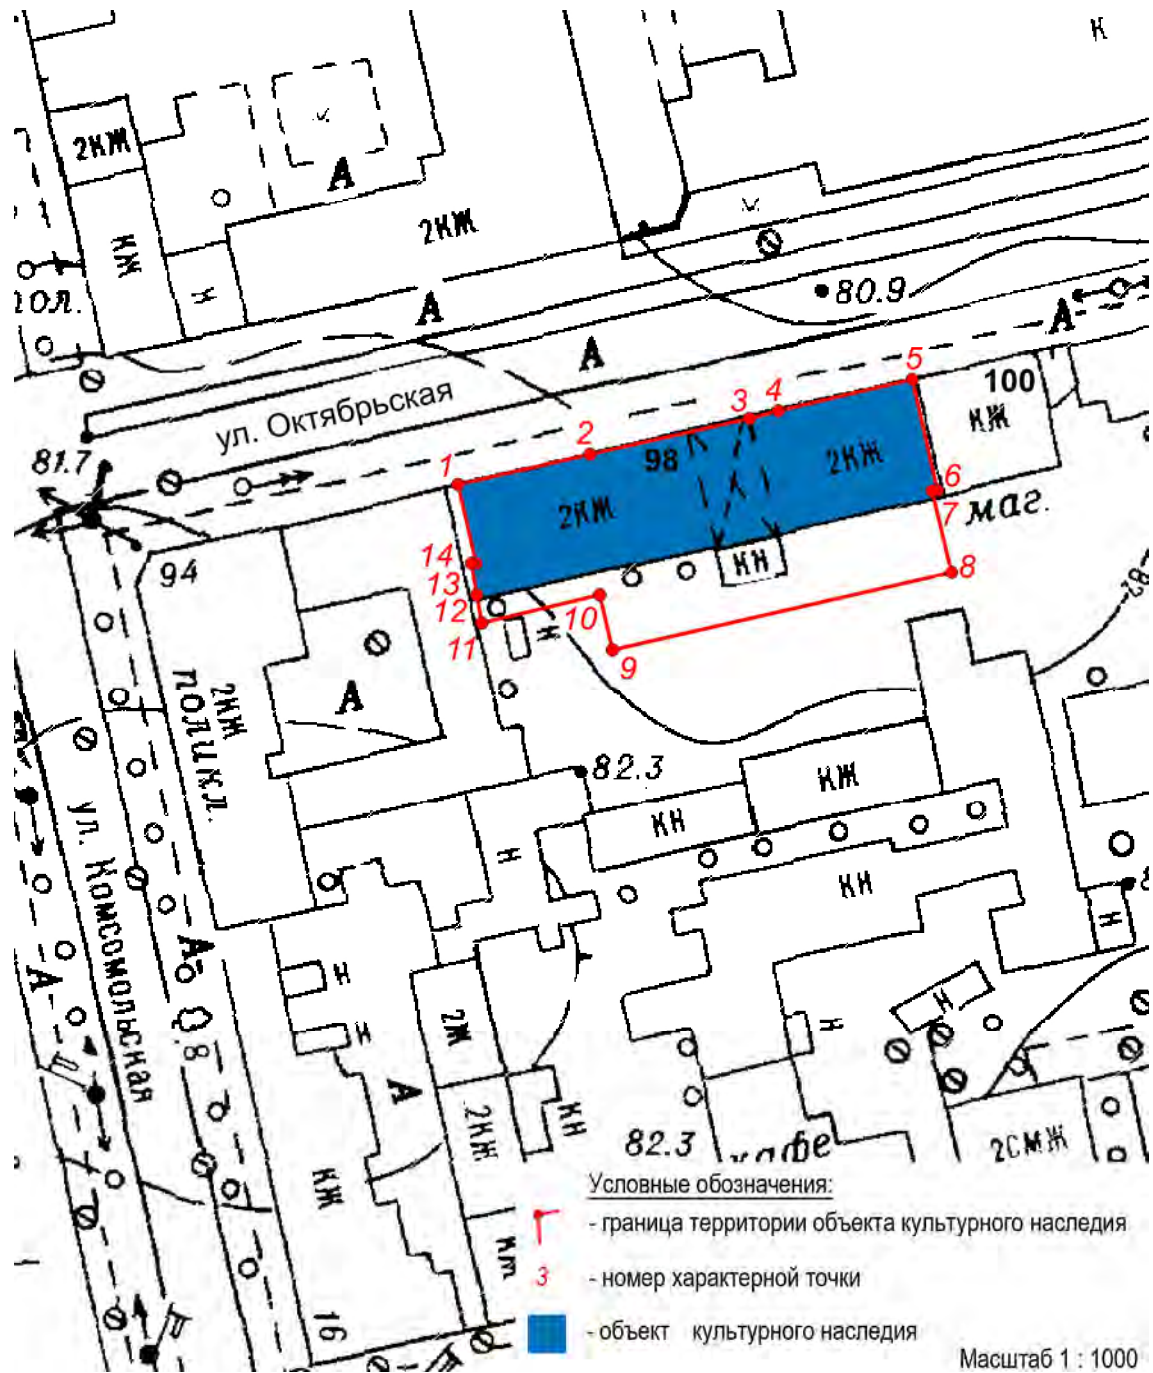 К
2КЖ
А
КЖ
2КЖ
Н
80.9
А
А
А
5
100
4
3
КЖ
ул. Октябрьская
2
98
2КЖ
81.7
1
6
2КЖ
7
маг.
14
КН
8
94
13
12
10
11
Н
9
А
2КЖ
поликл.
82.3
КЖ
ул. Комсомольская
КН
Н
КН
Н
А
А
Н
Н
2Ж
Н
Н
8
А
2КЖ
КН
82.3
кафе
2СМЖ
КЖ
Условные обозначения:
- граница территории объекта культурного наследия
3 - номер характерной точки
16
- объект культурного наследия
Масштаб 1 : 1000